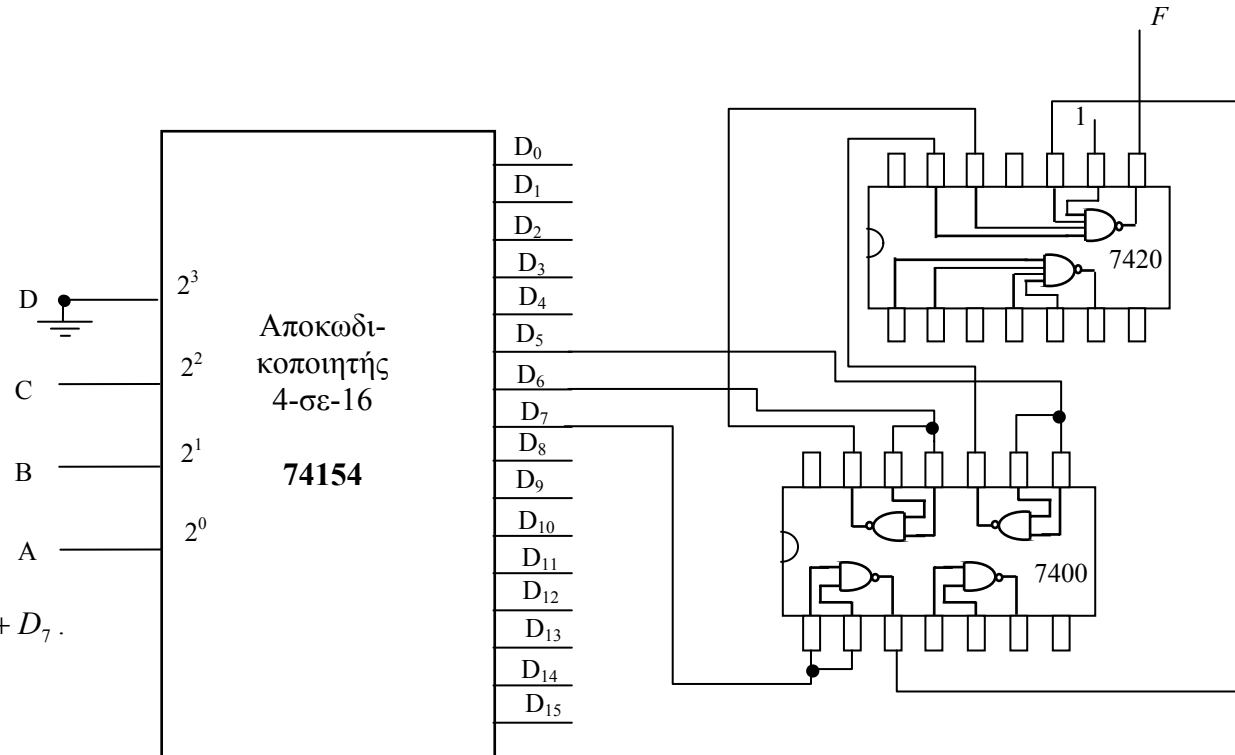 F
1
7420
D₀
D₁
D₂
D₃
D₄
D₅
D₆
D₇
D₈
D₉
D₁₀
D₁₁
D₁₂
D₁₃
D₁₄
D₁₅
D
C
B
A
2³
2²
2¹
2⁰
Αποκωδι-
κοποιητής
4-σε-16
74154
7400
+ D₇ .